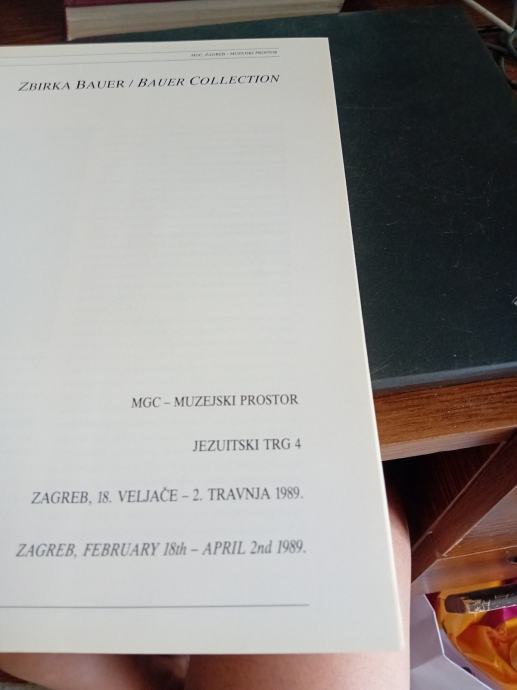 MGC, ZAGREB – MUZEJSKI PROSTOR
ZBIRKA BAUER / BAUER COLLECTION
MGC – MUZEJSKI PROSTOR
JEZUITSKI TRG 4
ZAGREB, 18. VELJAČE – 2. TRAVNJA 1989.
ZAGREB, FEBRUARY 18th – APRIL 2nd 1989.